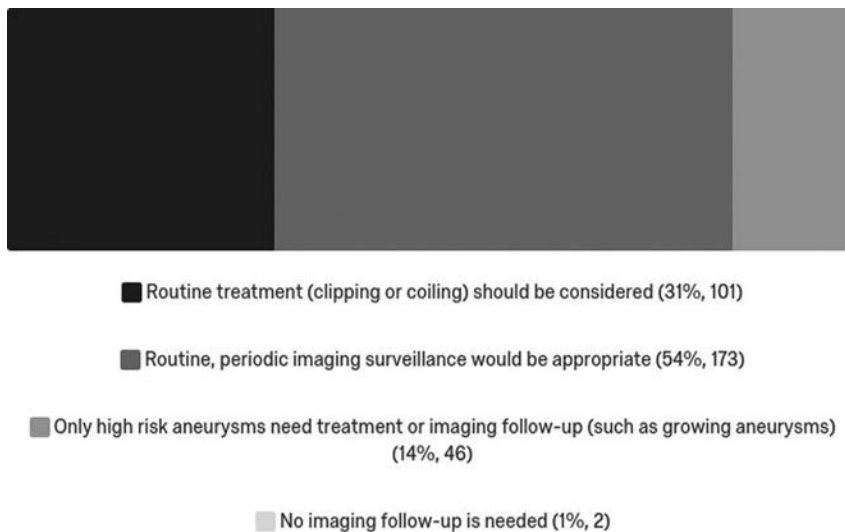 Routine treatment (clipping or coiling) should be considered (31%, 101)
Routine, periodic imaging surveillance would be appropriate (54%, 173)
Only high risk aneurysms need treatment or imaging follow-up (such as growing aneurysms)
(14%, 46)
No imaging follow-up is needed (1%, 2)